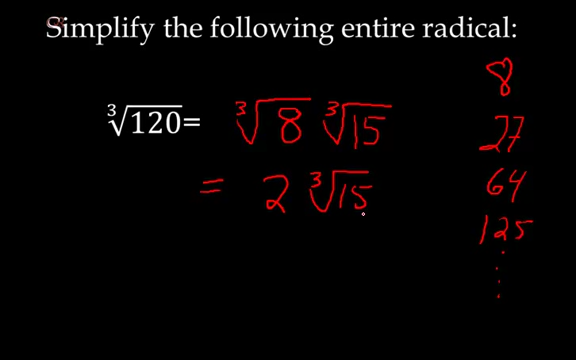 Simplify the following entire radical:
∛120= ∛8 ∛15
= 2 ∛15
8
27
64
125
⋮